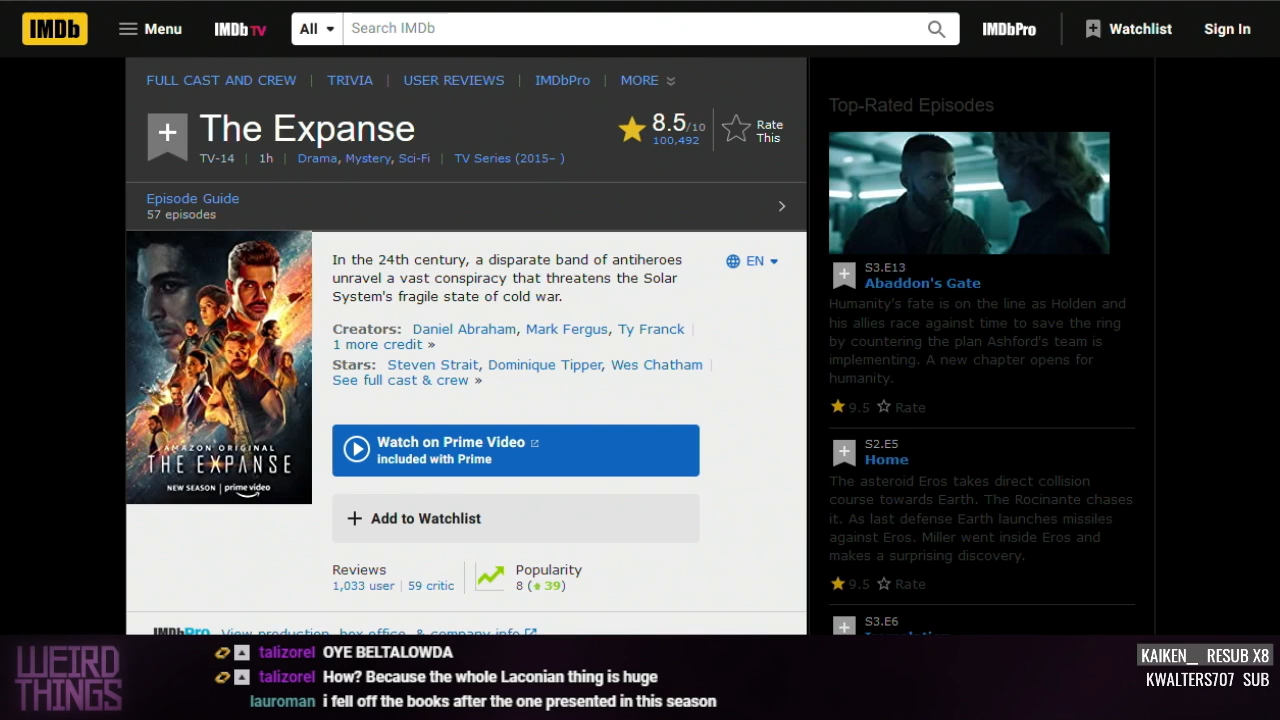 IMDb
Menu
IMDb TV
All
Search IMDb
IMDbPro
Watchlist
Sign In
FULL CAST AND CREW | TRIVIA | USER REVIEWS | IMDbPro | MORE
The Expanse
8.5/10
100,492
Rate This
TV-14 | 1h | Drama, Mystery, Sci-Fi | TV Series (2015– )
Episode Guide
57 episodes
AMAZON ORIGINAL
THE EXPANSE
NEW SEASON | prime video
In the 24th century, a disparate band of antiheroes
unravel a vast conspiracy that threatens the Solar
System's fragile state of cold war.
EN
Creators: Daniel Abraham, Mark Fergus, Ty Franck |
1 more credit »
Stars: Steven Strait, Dominique Tipper, Wes Chatham |
See full cast & crew »
Watch on Prime Video
included with Prime
+ Add to Watchlist
Reviews
1,033 user | 59 critic
Popularity
8 (39)
IMDbPro View production, box office, & company info
Top-Rated Episodes
S3.E13
Abaddon's Gate
Humanity's fate is on the line as Holden and
his allies race against time to save the ring
by countering the plan Ashford's team is
implementing. A new chapter opens for
humanity.
9.5 Rate
S2.E5
Home
The asteroid Eros takes direct collision
course towards Earth. The Rocinante chases
it. As last defense Earth launches missiles
against Eros. Miller went inside Eros and
makes a surprising discovery.
9.5 Rate
S3.E6
WEIRD
THINGS
talizorel OYE BELTALOWDA
talizorel How? Because the whole Laconian thing is huge
lauroman i fell off the books after the one presented in this season
KAIKEN_ RESUB X8
KWALTERS707 SUB